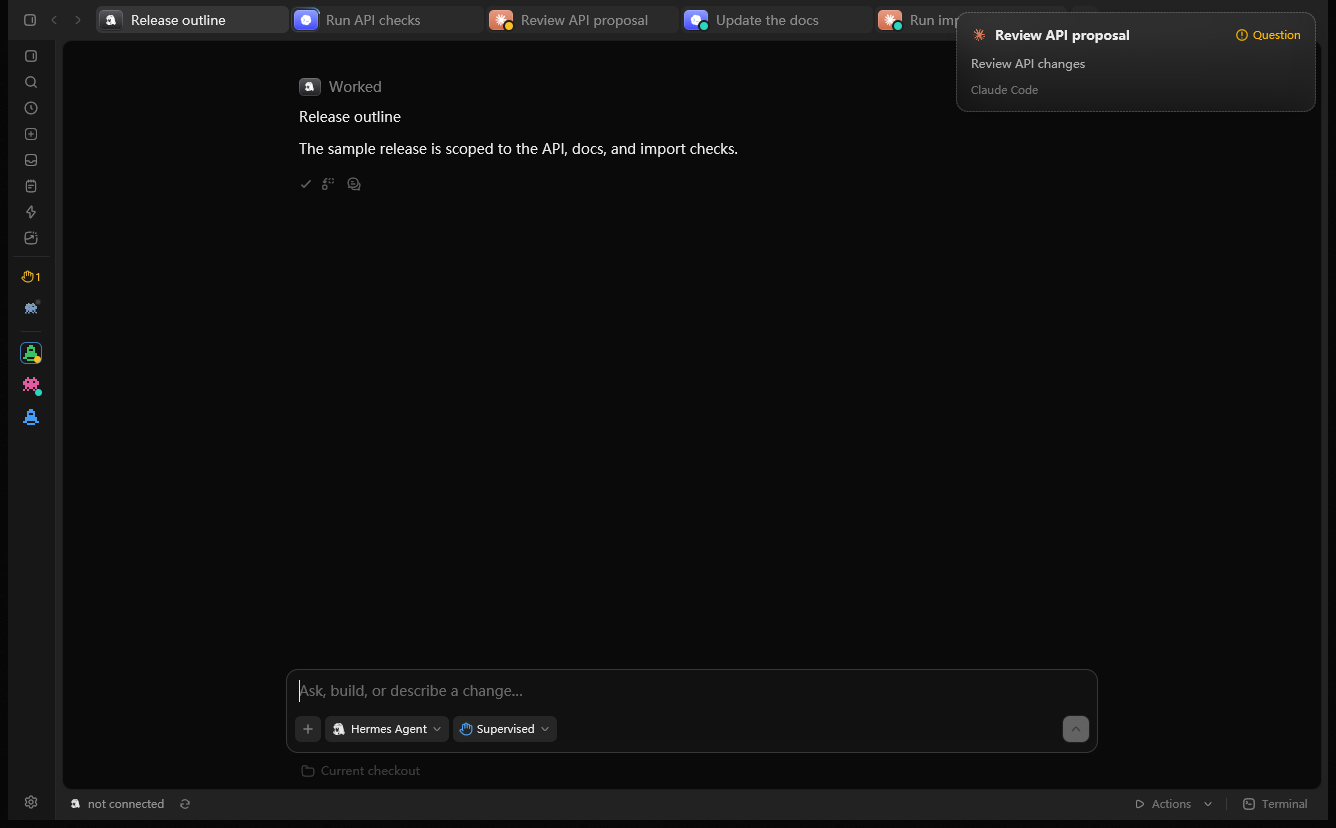 Release outline
Run API checks
Review API proposal
Update the docs
Review API proposal
Question
Review API changes
Claude Code
Worked
Release outline
The sample release is scoped to the API, docs, and import checks.
1
Ask, build, or describe a change...
Hermes Agent
Supervised
Current checkout
not connected
Actions
Terminal